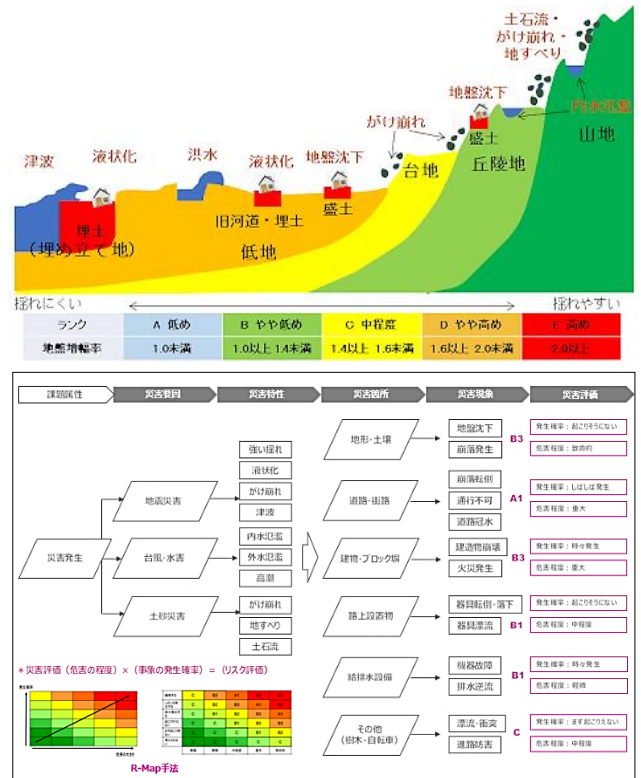 土石流・
がけ崩れ・
地すべり
地盤沈下
内水氾濫
山地
がけ崩れ
盛土
丘陵地
台地
津波
液状化
洪水
液状化
地盤沈下
埋土
(埋め立て地)
旧河道・埋土
盛土
低地
揺れにくい
揺れやすい
ランク
A 低め
B やや低め
C 中程度
D やや高め
E 高め
地盤増幅率
1.0未満
1.0以上 1.4未満
1.4以上 1.6未満
1.6以上 2.0未満
2.0以上
課題属性
災害要因
災害特性
災害箇所
災害現象
災害評価
災害発生
地震災害
台風・水害
土砂災害
強い揺れ
液状化
がけ崩れ
津波
内水氾濫
外水氾濫
高潮
がけ崩れ
地すべり
土石流
地形・土壌
地盤沈下
崩落発生
B3
発生確率:起こりそうにない
危害程度:致命的
道路・街路
崩落転倒
通行不可
道路冠水
A1
発生確率:しばしば発生
危害程度:重大
建物・ブロック塀
建造物崩壊
火災発生
B3
発生確率:時々発生
危害程度:重大
路上設置物
器具転倒・落下
器具漂流
B1
発生確率:起こりそうにない
危害程度:中程度
給排水設備
機器故障
排水逆流
B1
発生確率:時々発生
危害程度:軽微
その他
(樹木・自転車)
漂流・衝突
進路妨害
C
発生確率:まず起こりえない
危害程度:中程度
*災害評価(危害の程度)×(事象の発生確率)=(リスク評価)
R-Map手法